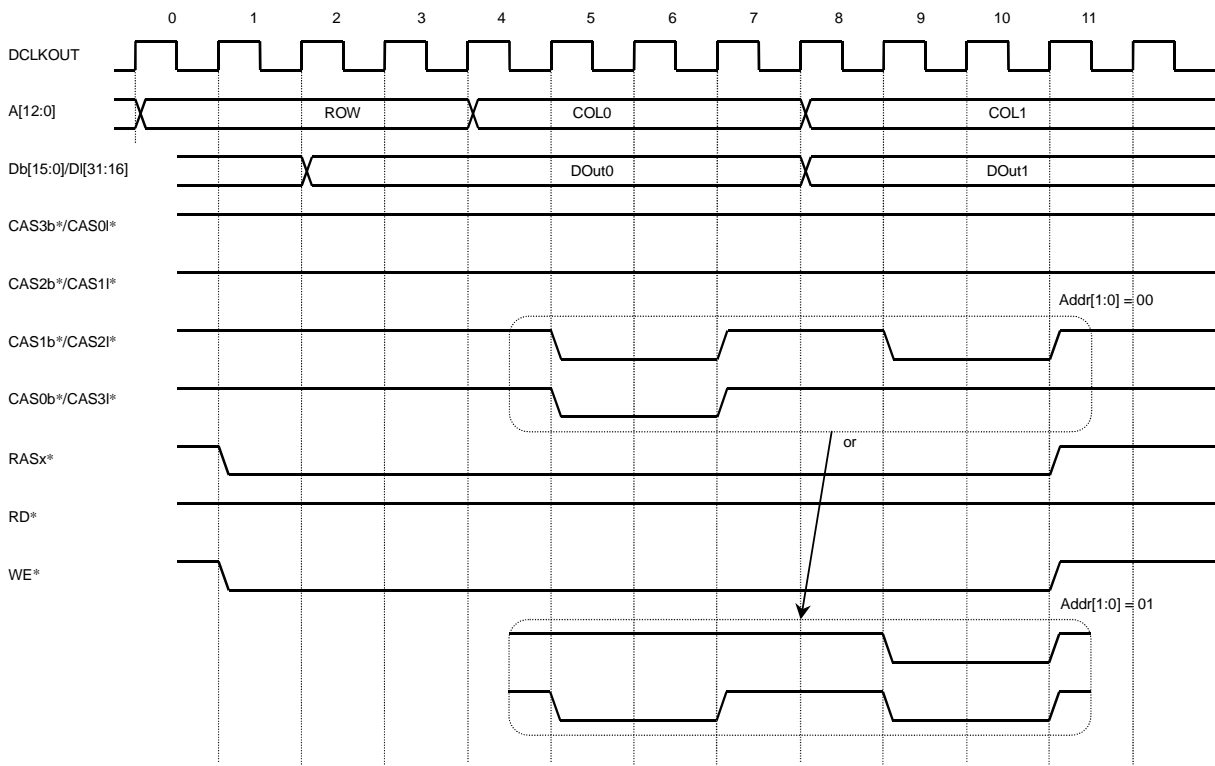 0 1 2 3 4 5 6 7 8 9 10 11
DCLKOUT
A[12:0] ROW COL0 COL1
Db[15:0]/Dl[31:16] DOut0 DOut1
CAS3b*/CAS0l*
CAS2b*/CAS1l*
Addr[1:0] = 00
CAS1b*/CAS2l*
CAS0b*/CAS3l*
or
RASx*
RD*
WE*
Addr[1:0] = 01